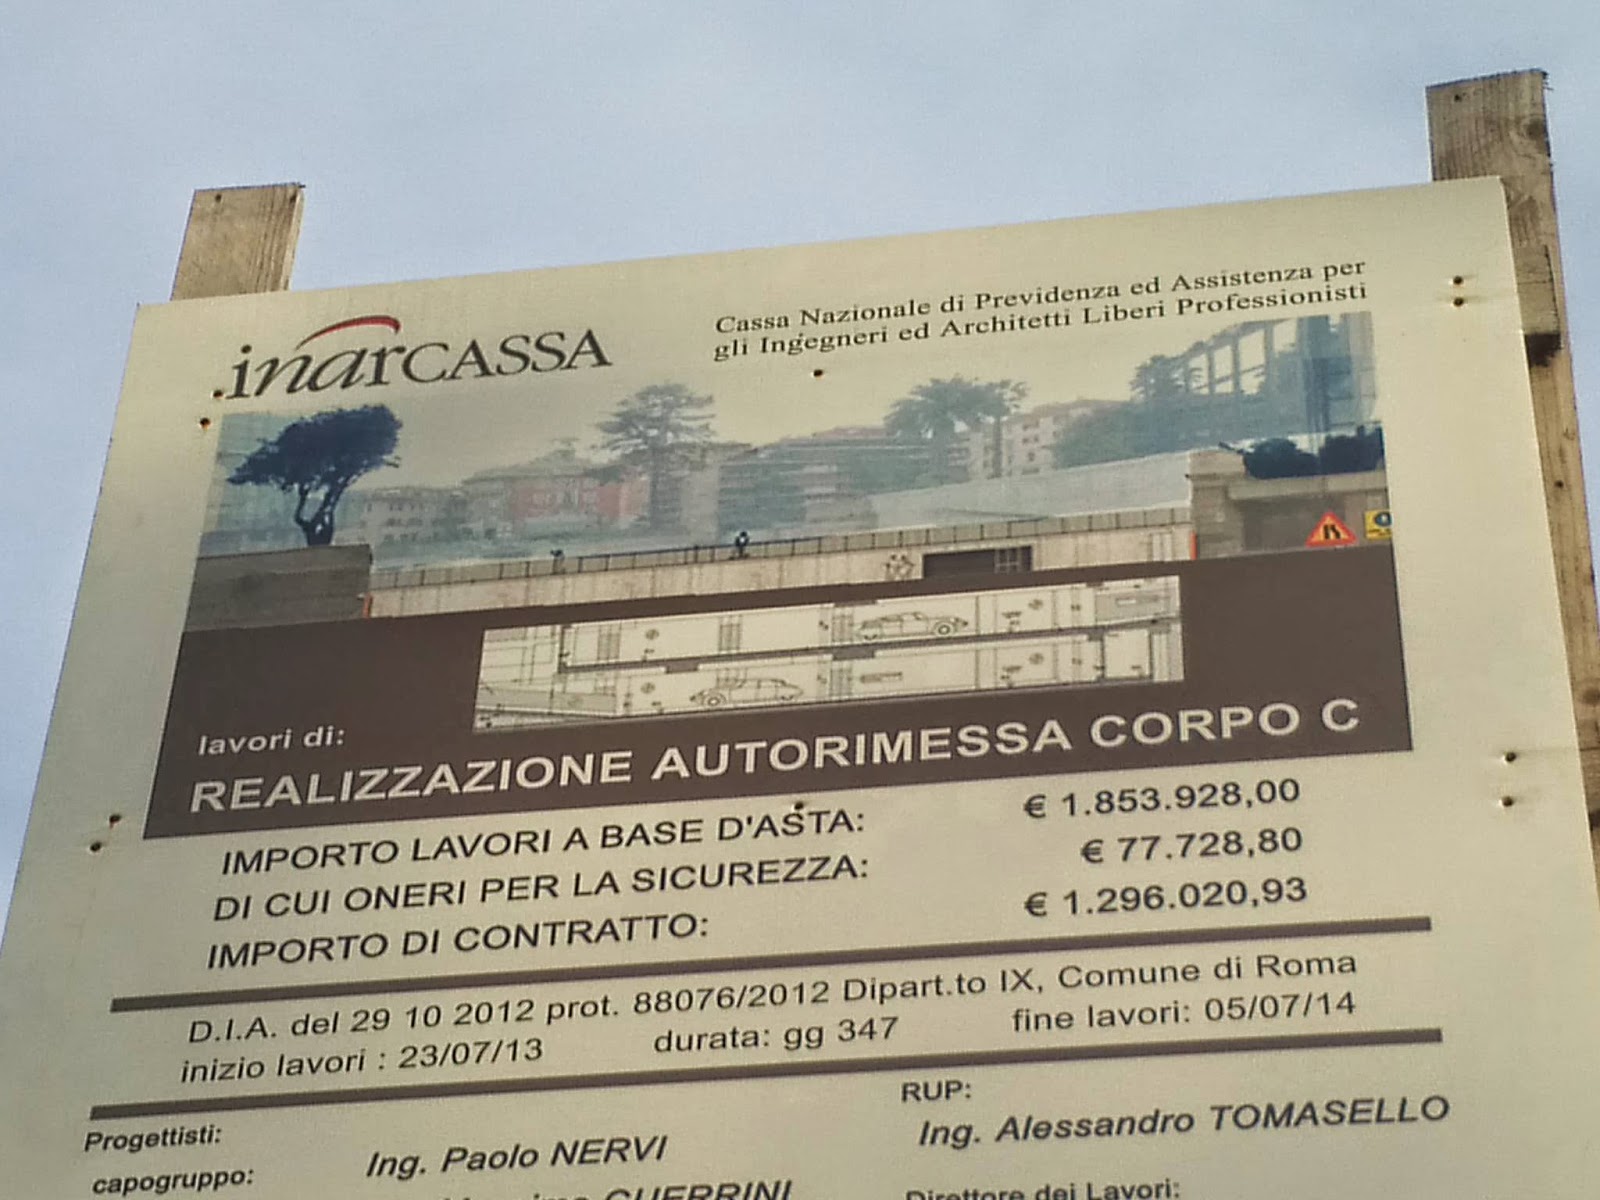 inarCASSA
Cassa Nazionale di Previdenza ed Assistenza per
gli Ingegneri ed Architetti Liberi Professionisti
lavori di:
REALIZZAZIONE AUTORIMESSA CORPO C
IMPORTO LAVORI A BASE D'ASTA: € 1.853.928,00
DI CUI ONERI PER LA SICUREZZA: € 77.728,80
IMPORTO DI CONTRATTO: € 1.296.020,93
D.I.A. del 29 10 2012 prot. 88076/2012 Dipart.to IX, Comune di Roma
inizio lavori : 23/07/13 durata: gg 347 fine lavori: 05/07/14
Progettisti:
capogruppo: Ing. Paolo NERVI
GUERRINI
RUP:
Ing. Alessandro TOMASELLO
Direttore dei Lavori: